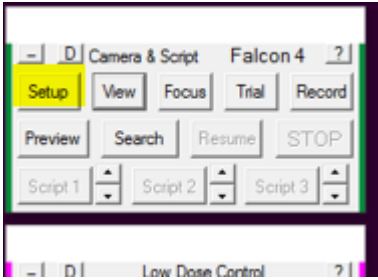 - D Camera & Script Falcon 4 ?
Setup View Focus Trial Record
Preview Search Resume STOP
Script 1 Script 2 Script 3
- D Low Dose Control ?